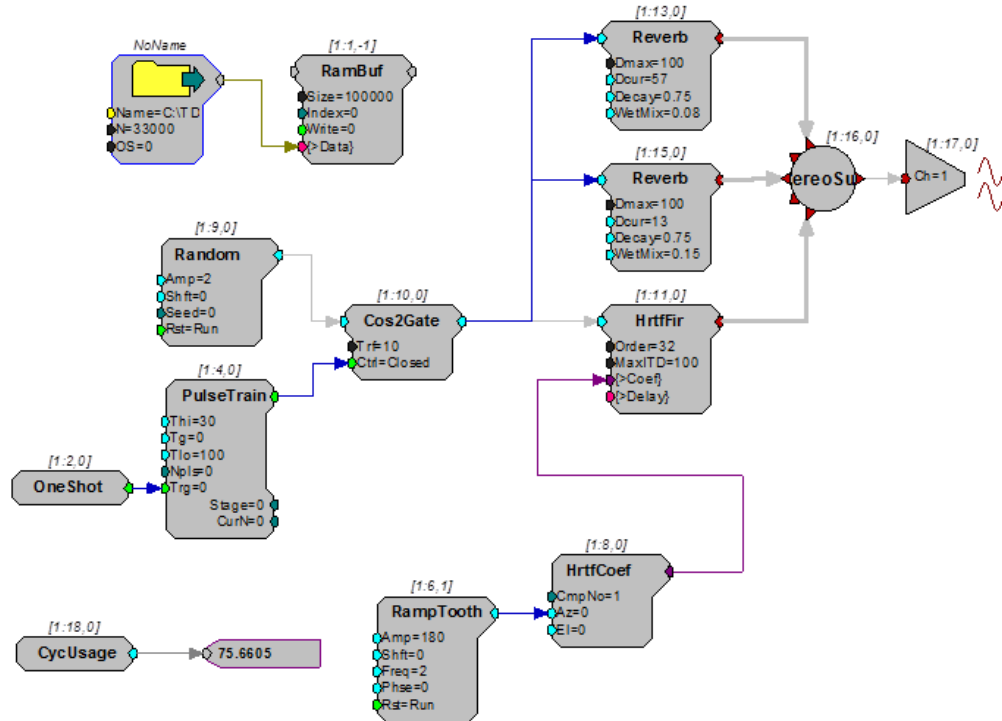 NoName
Name=C:\TD
N=33000
OS=0
[1:1,-1]
RamBuf
Size=100000
Index=0
Write=0
{>Data}
[1:13,0]
Reverb
Dmax=100
Dcur=57
Decay=0.75
WetMix=0.08
[1:15,0]
Reverb
Dmax=100
Dcur=13
Decay=0.75
WetMix=0.15
[1:16,0]
ereoSu
[1:17,0]
Ch=1
[1:9,0]
Random
Amp=2
Shft=0
Seed=0
Rst=Run
[1:10,0]
Cos2Gate
Trf=10
Ctrl=Closed
[1:11,0]
HrtfFir
Order=32
MaxITD=100
{>Coef}
{>Delay}
[1:4,0]
PulseTrain
Thi=30
Tg=0
Tlo=100
Npls=0
Trg=0
Stage=0
CurN=0
[1:2,0]
OneShot
[1:8,0]
HrtfCoef
CmpNo=1
Az=0
El=0
[1:6,1]
RampTooth
Amp=180
Shft=0
Freq=2
Phse=0
Rst=Run
[1:18,0]
CycUsage
75.6605